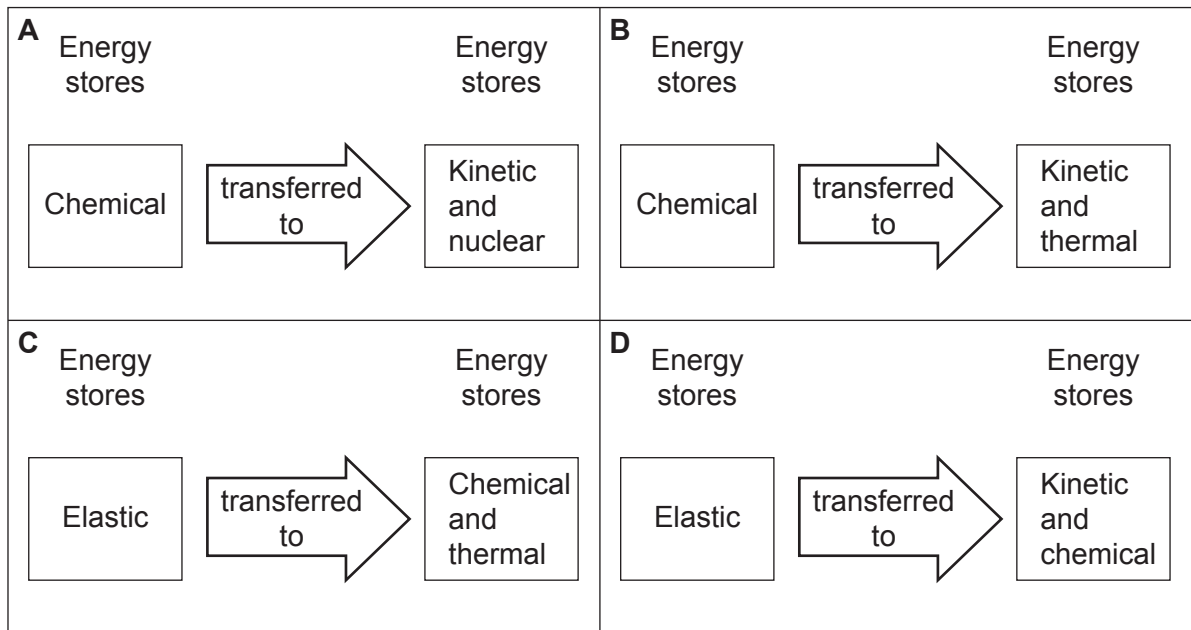 A
Energy
stores
Energy
stores
Chemical
transferred
to
Kinetic
and
nuclear
B
Energy
stores
Energy
stores
Chemical
transferred
to
Kinetic
and
thermal
C
Energy
stores
Energy
stores
Elastic
transferred
to
Chemical
and
thermal
D
Energy
stores
Energy
stores
Elastic
transferred
to
Kinetic
and
chemical